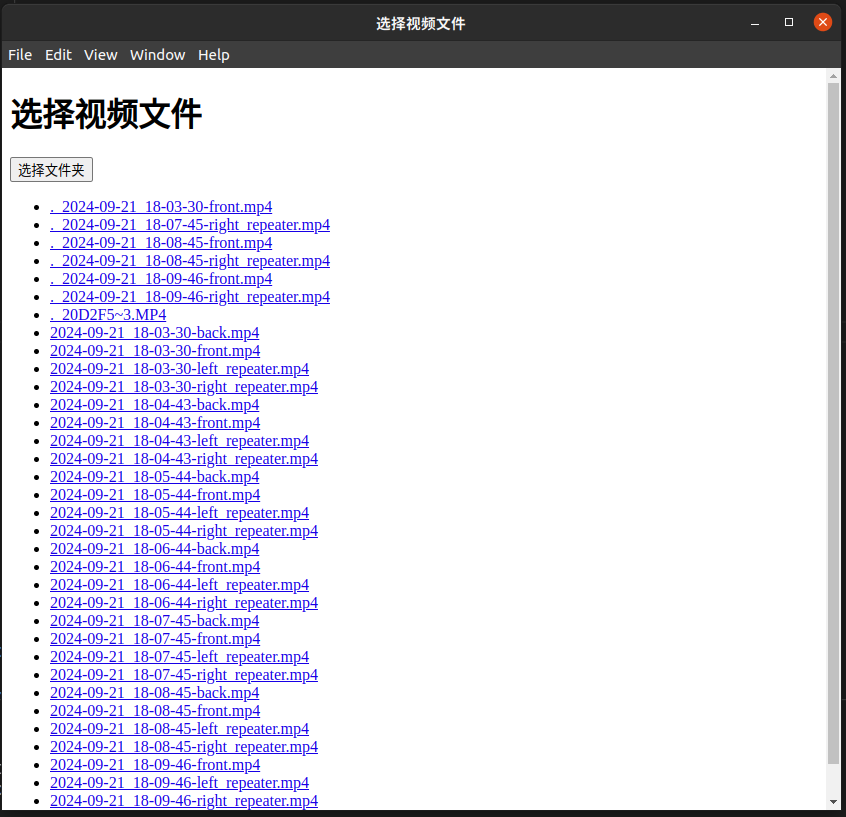 选择视频文件
File Edit View Window Help
选择视频文件
选择文件夹
._2024-09-21_18-03-30-front.mp4
._2024-09-21_18-07-45-right_repeater.mp4
._2024-09-21_18-08-45-front.mp4
._2024-09-21_18-08-45-right_repeater.mp4
._2024-09-21_18-09-46-front.mp4
._2024-09-21_18-09-46-right_repeater.mp4
._20D2F5~3.MP4
2024-09-21_18-03-30-back.mp4
2024-09-21_18-03-30-front.mp4
2024-09-21_18-03-30-left_repeater.mp4
2024-09-21_18-03-30-right_repeater.mp4
2024-09-21_18-04-43-back.mp4
2024-09-21_18-04-43-front.mp4
2024-09-21_18-04-43-left_repeater.mp4
2024-09-21_18-04-43-right_repeater.mp4
2024-09-21_18-05-44-back.mp4
2024-09-21_18-05-44-front.mp4
2024-09-21_18-05-44-left_repeater.mp4
2024-09-21_18-05-44-right_repeater.mp4
2024-09-21_18-06-44-back.mp4
2024-09-21_18-06-44-front.mp4
2024-09-21_18-06-44-left_repeater.mp4
2024-09-21_18-06-44-right_repeater.mp4
2024-09-21_18-07-45-back.mp4
2024-09-21_18-07-45-front.mp4
2024-09-21_18-07-45-left_repeater.mp4
2024-09-21_18-07-45-right_repeater.mp4
2024-09-21_18-08-45-back.mp4
2024-09-21_18-08-45-front.mp4
2024-09-21_18-08-45-left_repeater.mp4
2024-09-21_18-08-45-right_repeater.mp4
2024-09-21_18-09-46-front.mp4
2024-09-21_18-09-46-left_repeater.mp4
2024-09-21_18-09-46-right_repeater.mp4